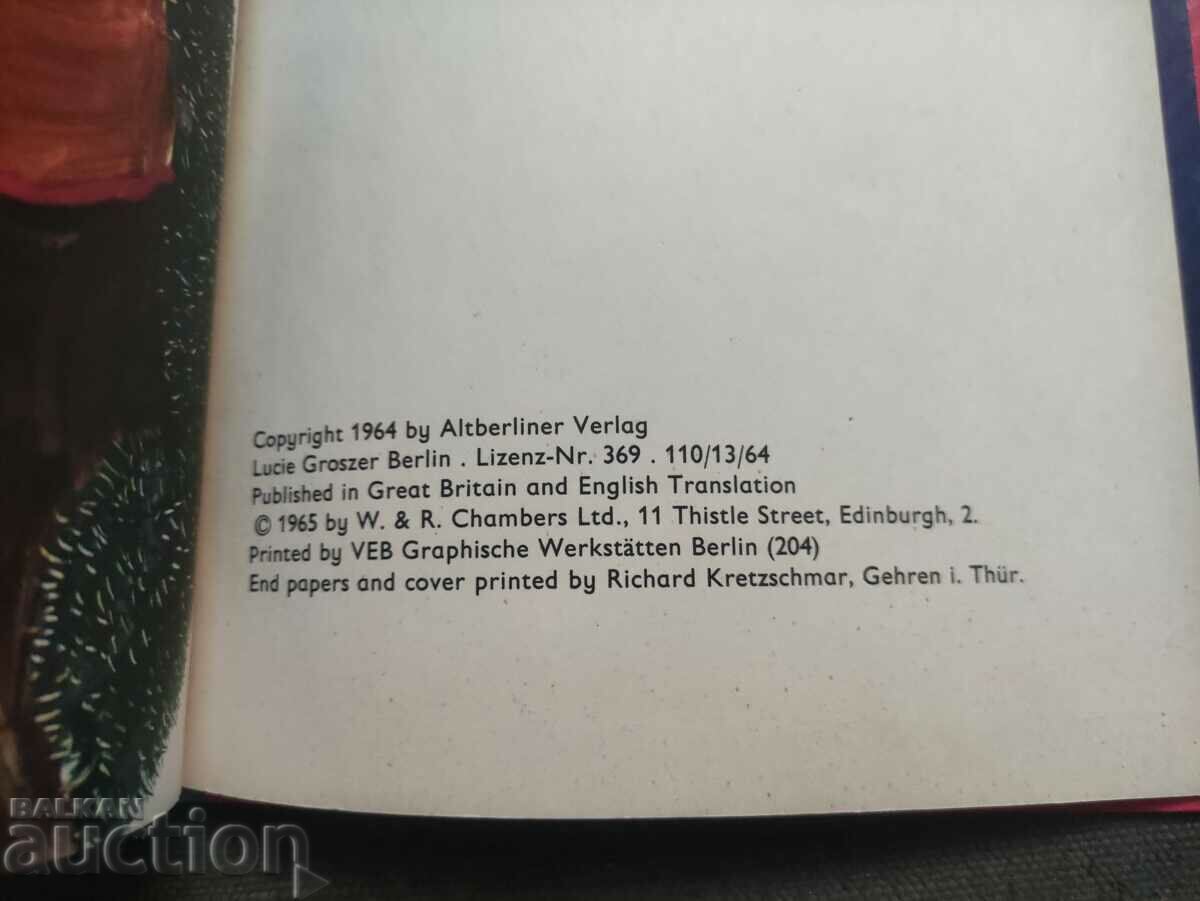 Copyright 1964 by Altberliner Verlag
Lucie Groszer Berlin . Lizenz-Nr. 369 . 110/13/64
Published in Great Britain and English Translation
© 1965 by W. & R. Chambers Ltd., 11 Thistle Street, Edinburgh, 2.
Printed by VEB Graphische Werkstätten Berlin (204)
End papers and cover printed by Richard Kretzschmar, Gehren i. Thür.
BALKAN
auction